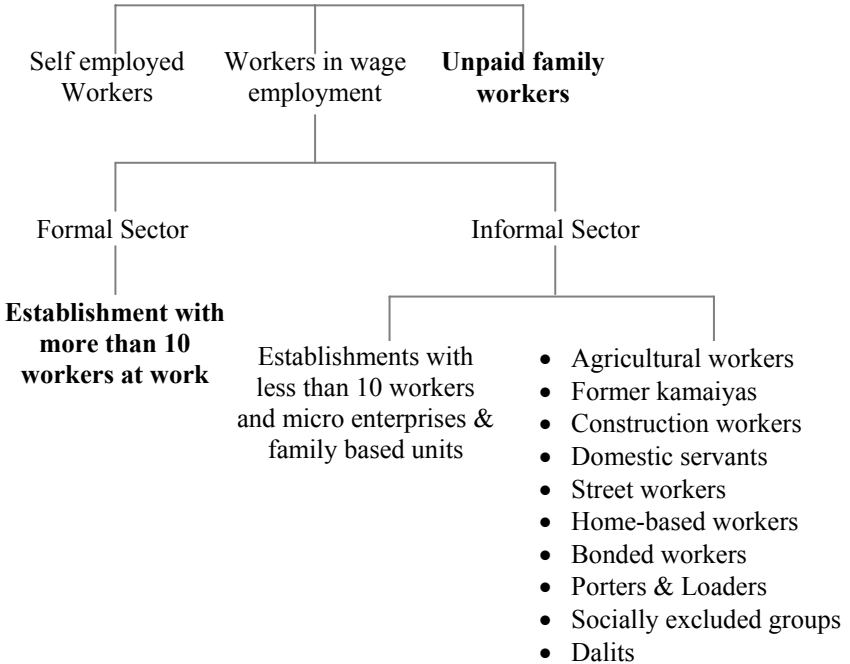 Self employed
Workers
Workers in wage
employment
Unpaid family
workers
Formal Sector
Informal Sector
Establishment with
more than 10
workers at work
Establishments with
less than 10 workers
and micro enterprises &
family based units
• Agricultural workers
• Former kamaiyas
• Construction workers
• Domestic servants
• Street workers
• Home-based workers
• Bonded workers
• Porters & Loaders
• Socially excluded groups
• Dalits